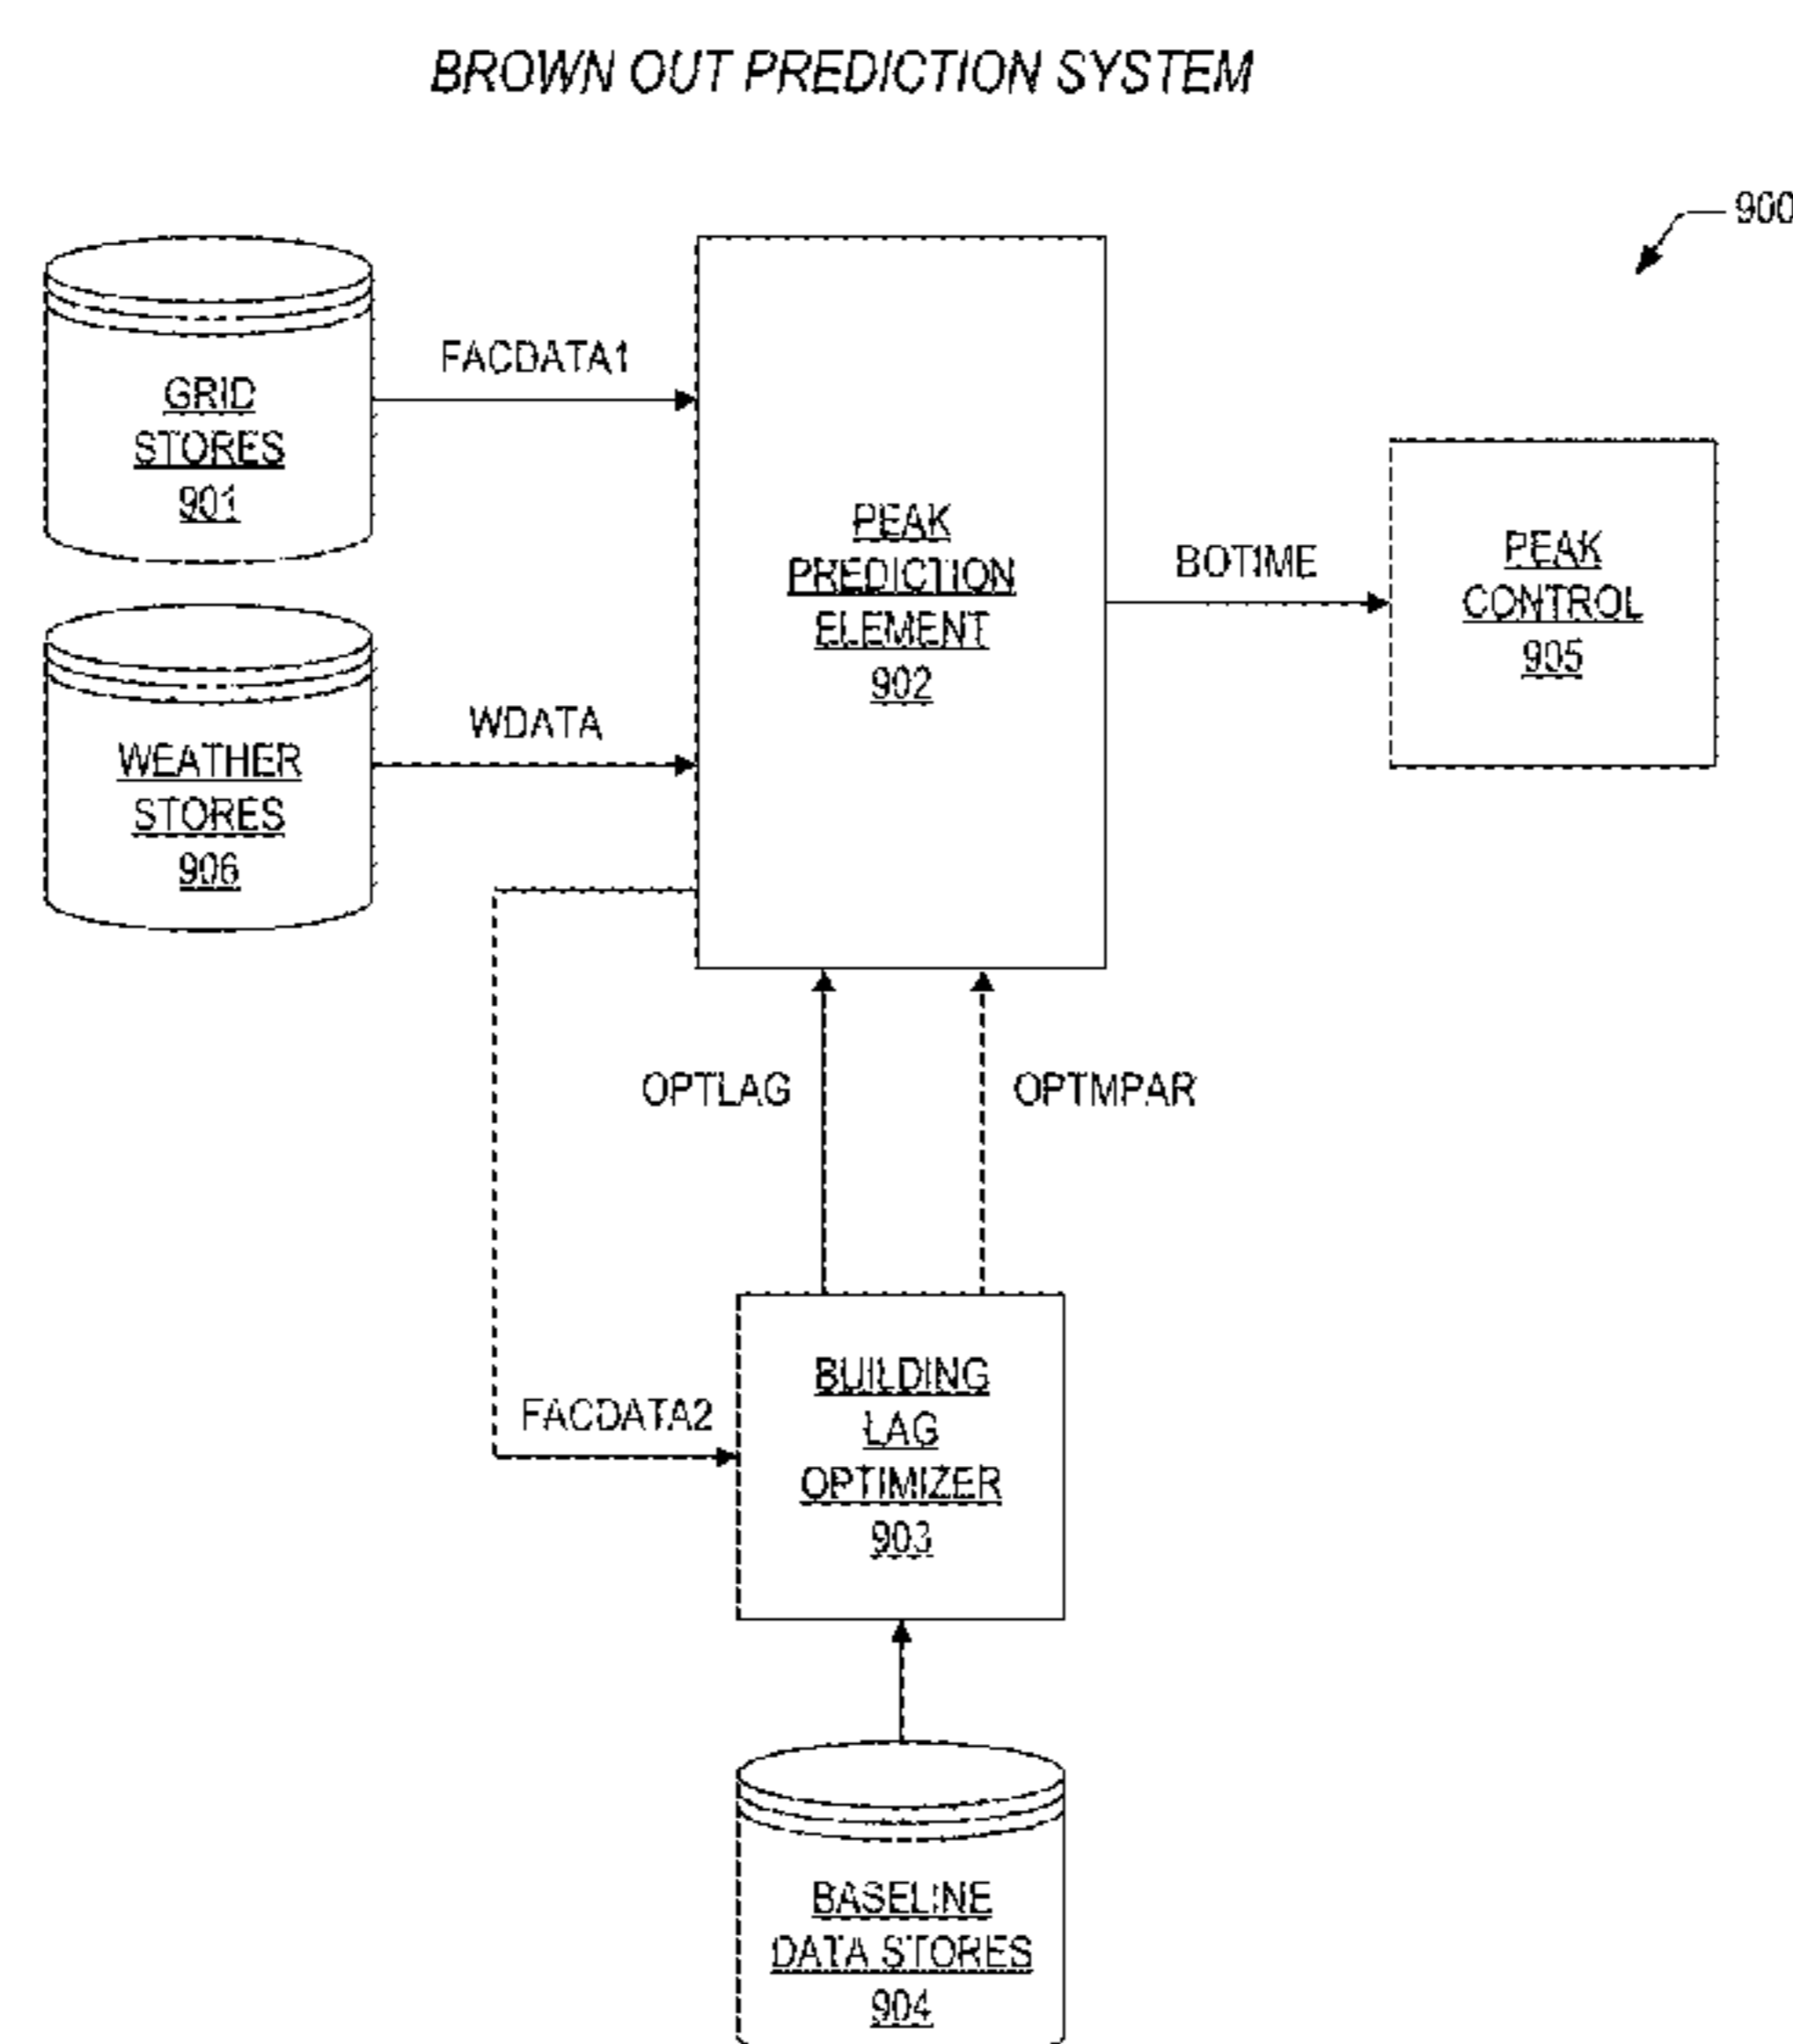 BROWN OUT PREDICTION SYSTEM
900
GRID
STORES
901
FACDATA1
PEAK
PREDICTION
ELEMENT
902
BOTIME
PEAK
CONTROL
905
WEATHER
STORES
906
WDATA
OPTLAG
OPTMPAR
FACDATA2
BUILDING
LAG
OPTIMIZER
903
BASELINE
DATA STORES
904